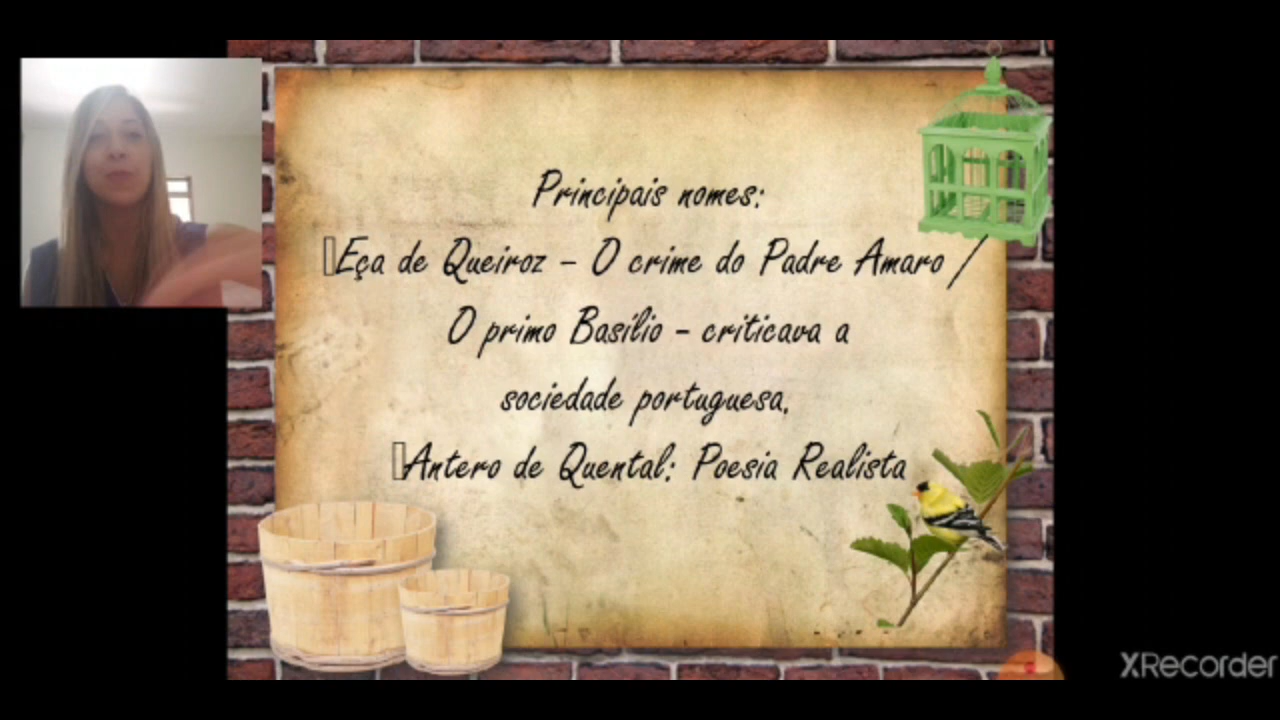 Principais nomes:
Eça de Queiroz – O crime do Padre Amaro /
O primo Basílio - criticava a
sociedade portuguesa.
Antero de Quental: Poesia Realista
XRecorder